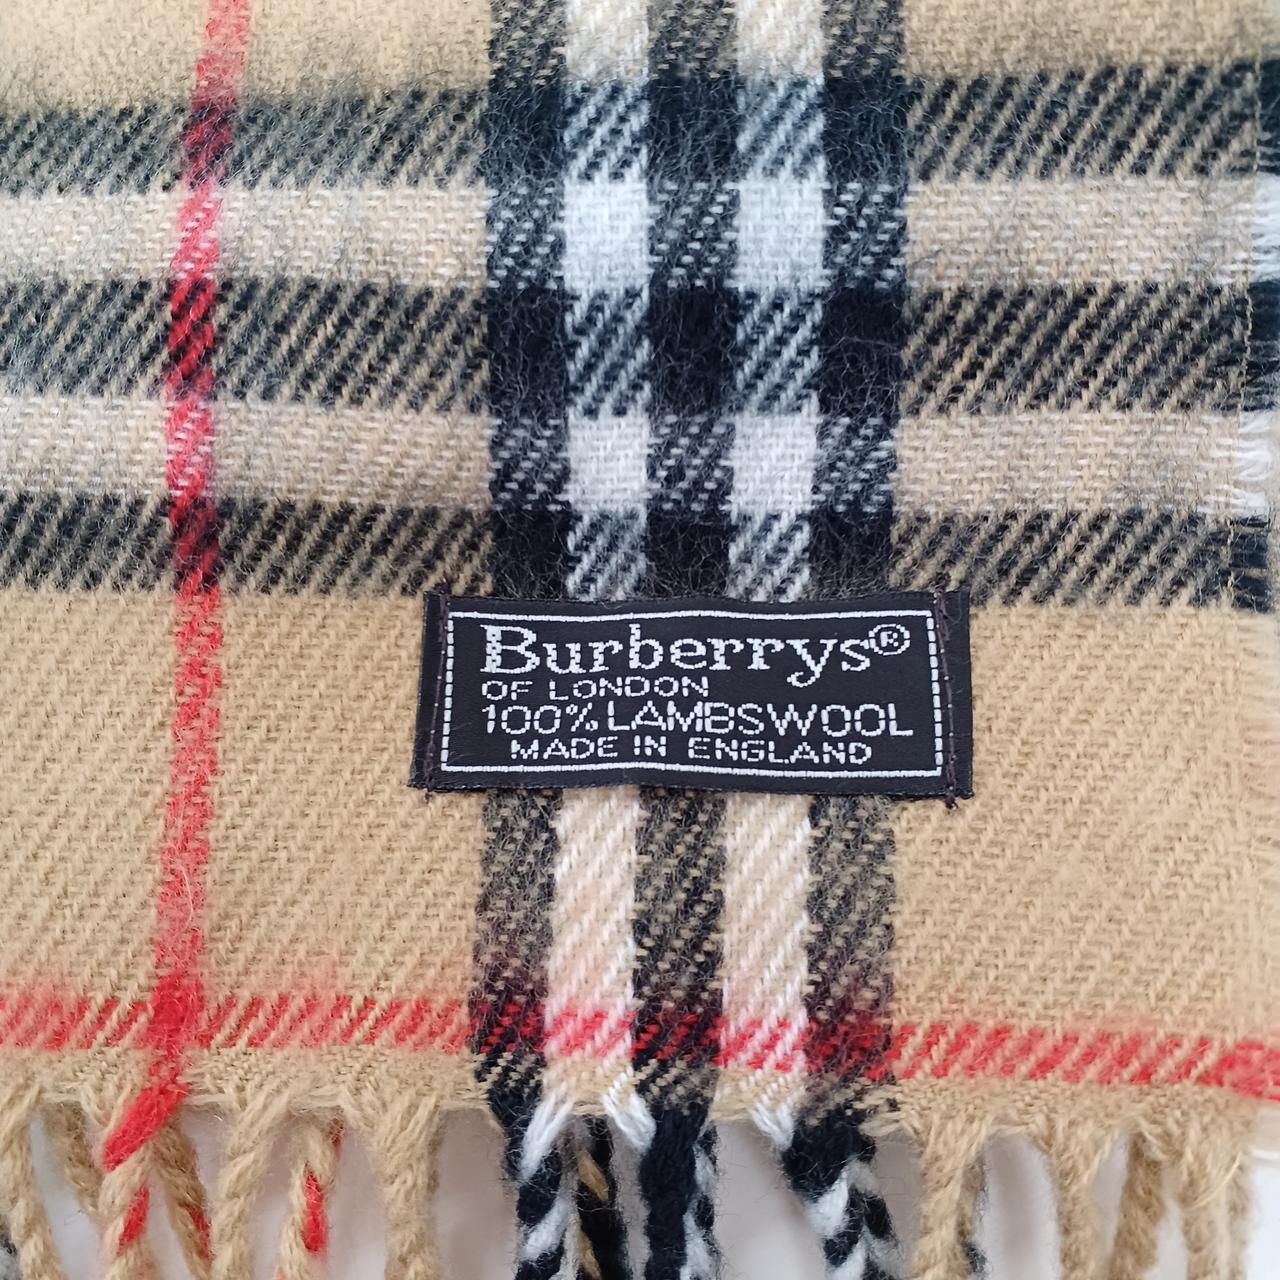 Burberrys®
OF LONDON
100% LAMBSWOOL
MADE IN ENGLAND